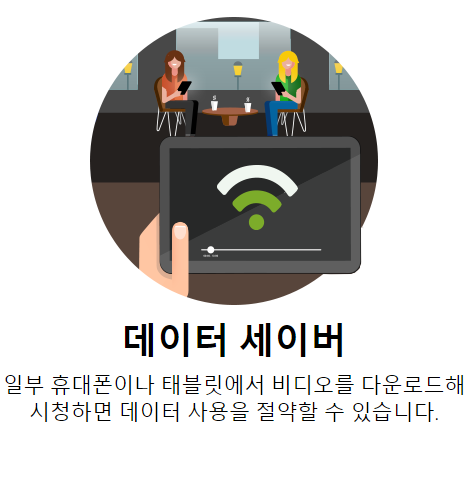 데이터 세이버
일부 휴대폰이나 태블릿에서 비디오를 다운로드해
시청하면 데이터 사용을 절약할 수 있습니다.